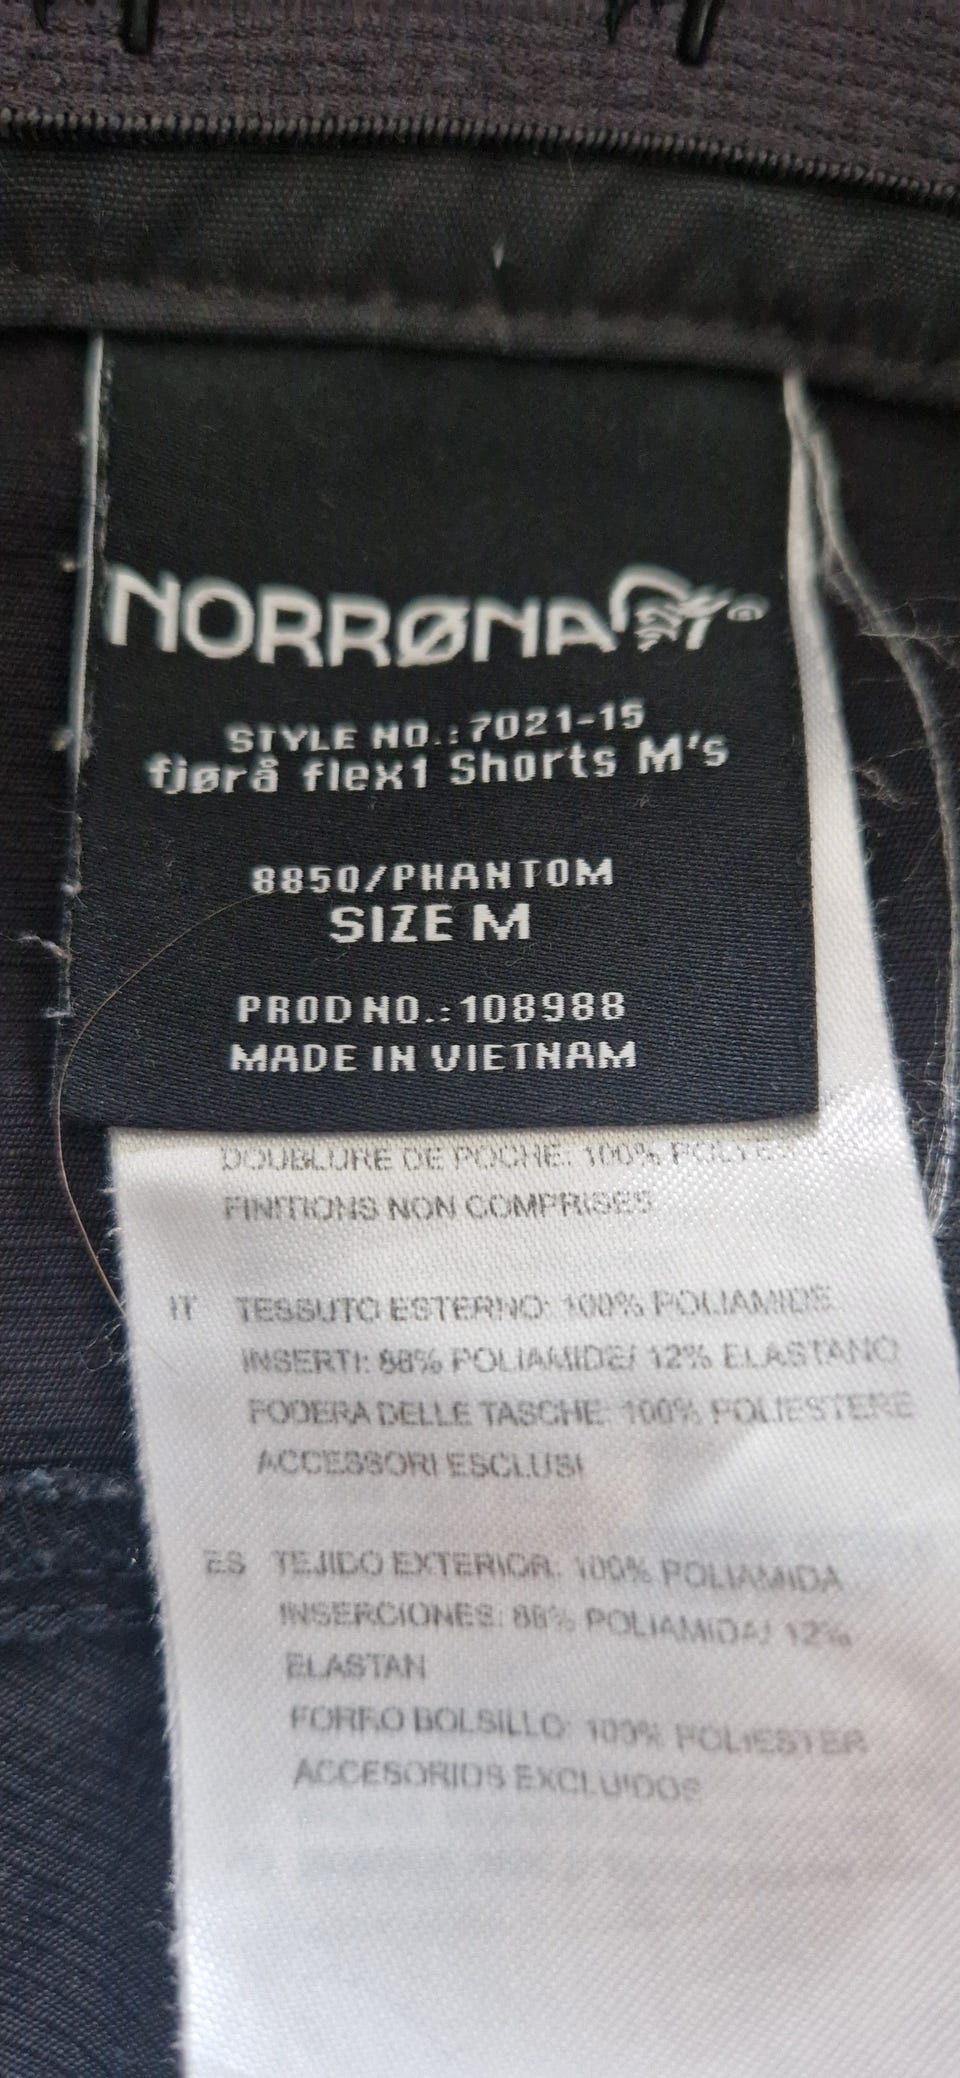 NORRØNA
STYLE NO.:7021-15
fjørå flex1 Shorts M's
8850/PHANTOM
SIZE M
PROD NO.:108988
MADE IN VIETNAM
DOUBLURE DE POCHE: 100%
FINITIONS NON COMPRISES
IT TESSUTO ESTERNO: 100% POLIAMIDE
INSERTI: 88% POLIAMIDE/ 12% ELASTANO
FODERA DELLE TASCHE: 100% POLIESTERE
ACCESSORI ESCLUSI
ES TEJIDO EXTERIOR: 100% POLIAMIDA
INSERCIONES: 88% POLIAMIDA/ 12%
ELASTAN
FORRO BOLSILLO: 100% POLIESTER
ACCESORIOS EXCLUIDOS